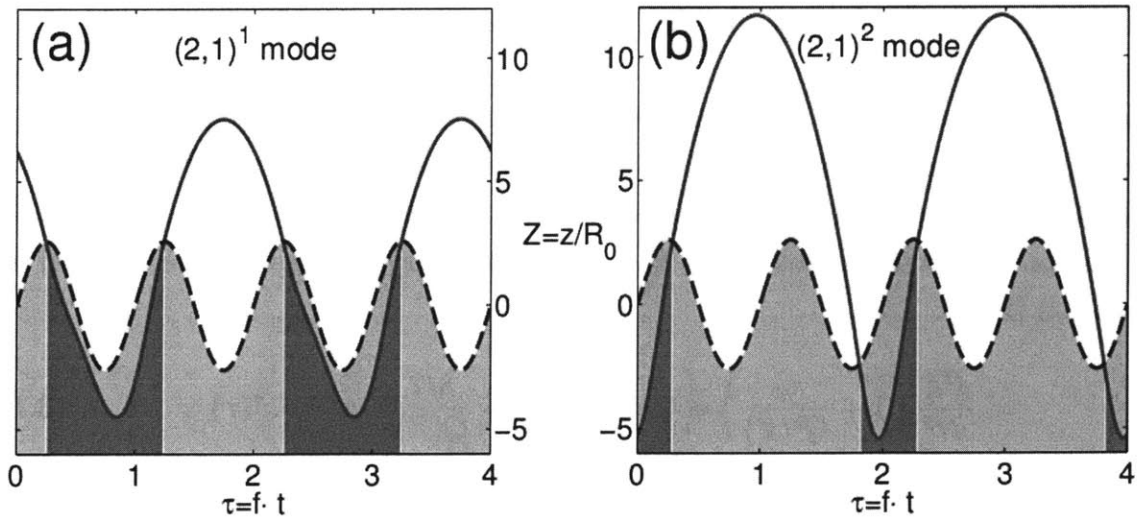 (a)
(2,1)¹ mode
10
5
0
−5
0 1 2 3 4
τ=f· t
Z=z/R₀
(b)
(2,1)² mode
10
5
0
−5
0 1 2 3 4
τ=f· t